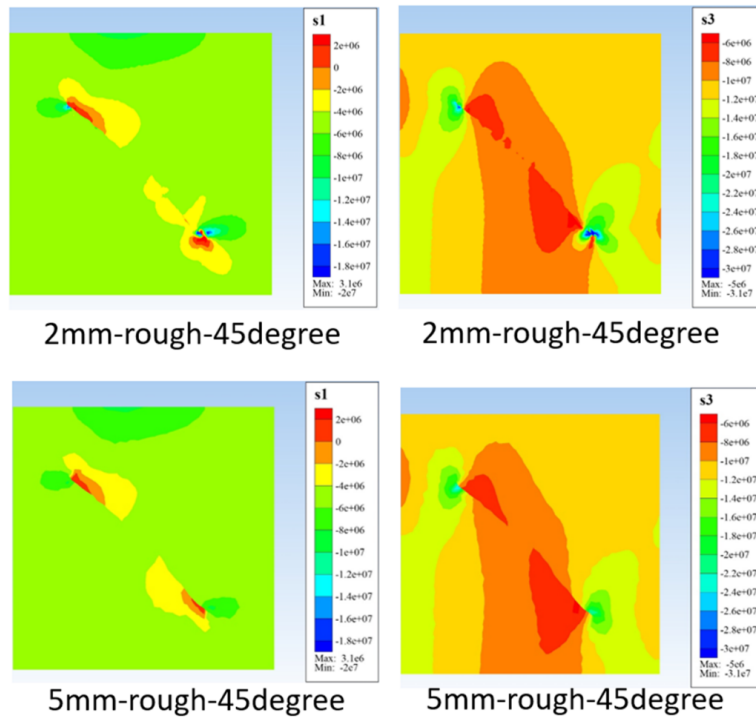 s1
2e+06
0
-2e+06
-4e+06
-6e+06
-8e+06
-1e+07
-1.2e+07
-1.4e+07
-1.6e+07
-1.8e+07
Max: 3.1e6
Min: -2e7
s3
-6e+06
-8e+06
-1e+07
-1.2e+07
-1.4e+07
-1.6e+07
-1.8e+07
-2e+07
-2.2e+07
-2.4e+07
-2.6e+07
-2.8e+07
-3e+07
Max: -5e6
Min: -3.1e7
2mm-rough-45degree
2mm-rough-45degree
s1
2e+06
0
-2e+06
-4e+06
-6e+06
-8e+06
-1e+07
-1.2e+07
-1.4e+07
-1.6e+07
-1.8e+07
Max: 3.1e6
Min: -2e7
s3
-6e+06
-8e+06
-1e+07
-1.2e+07
-1.4e+07
-1.6e+07
-1.8e+07
-2e+07
-2.2e+07
-2.4e+07
-2.6e+07
-2.8e+07
-3e+07
Max: -5e6
Min: -3.1e7
5mm-rough-45degree
5mm-rough-45degree